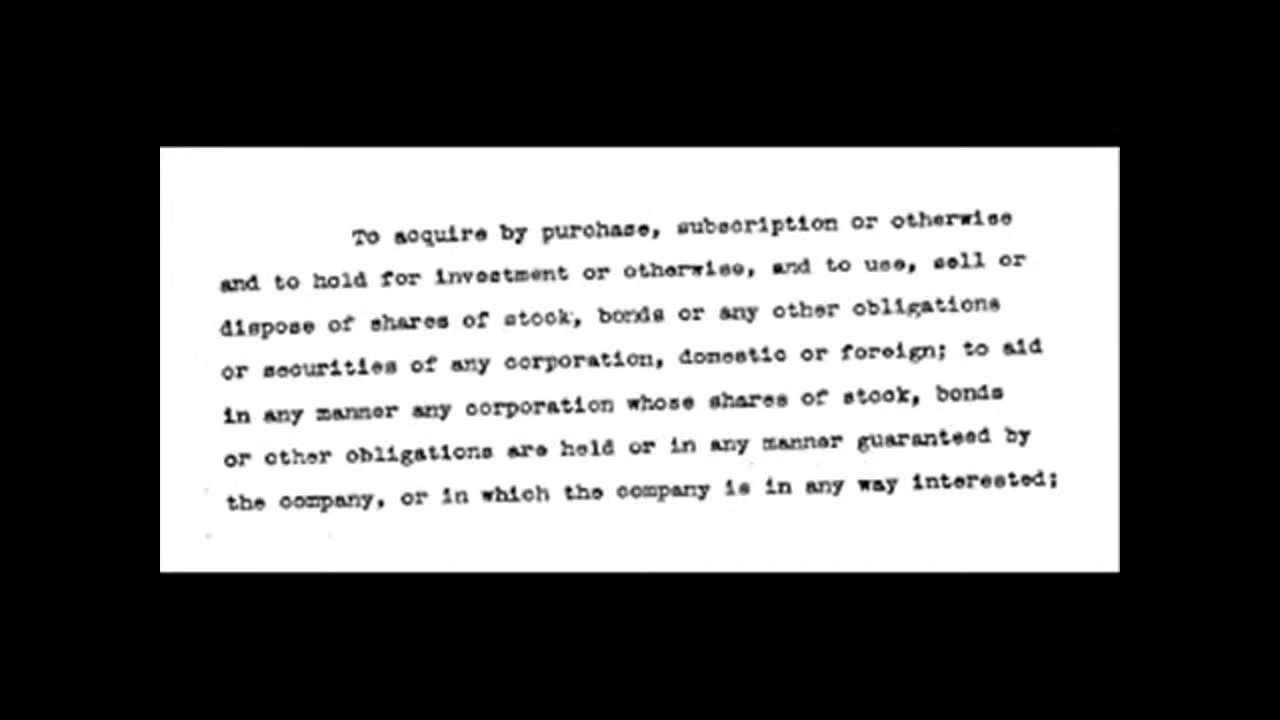 To acquire by purchase, subscription or otherwise
and to hold for investment or otherwise, and to use, sell or
dispose of shares of stock, bonds or any other obligations
or securities of any corporation, domestic or foreign; to aid
in any manner any corporation whose shares of stock, bonds
or other obligations are held or in any manner guaranteed by
the company, or in which the company is in any way interested;